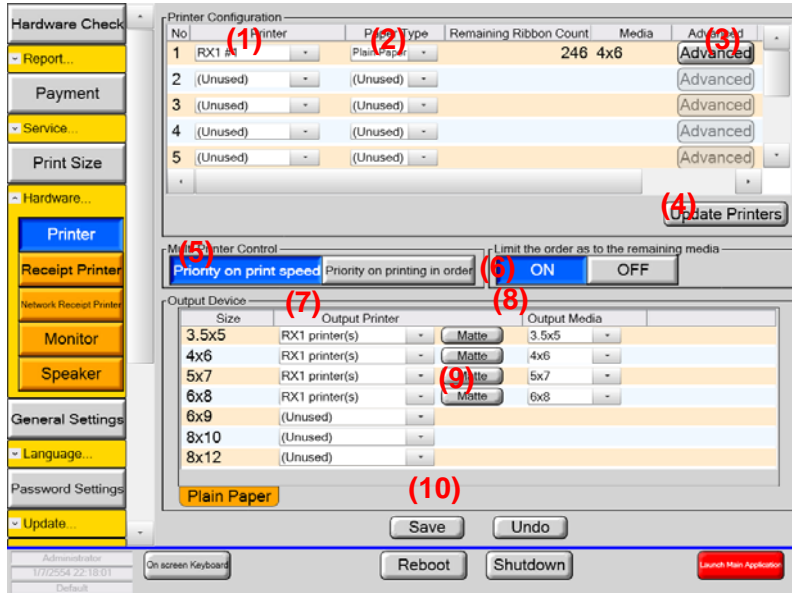 Hardware Check
Report...
Payment
Service...
Print Size
Hardware...
Printer
Receipt Printer
Network Receipt Printer
Monitor
Speaker
General Settings
Language...
Password Settings
Update...
Printer Configuration
No Printer Paper Type Remaining Ribbon Count Media Advanced
(1) (2) (3)
1 RX1 #1 Plain Paper 246 4x6 Advanced
2 (Unused) (Unused) Advanced
3 (Unused) (Unused) Advanced
4 (Unused) (Unused) Advanced
5 (Unused) (Unused) Advanced
(4)
Update Printers
Multi Printer Control
(5)
Priority on print speed Priority on printing in order
(6)
Limit the order as to the remaining media
ON OFF
Output Device
(7) (8)
Size Output Printer Output Media
3.5x5 RX1 printer(s) Matte 3.5x5
4x6 RX1 printer(s) Matte 4x6
5x7 RX1 printer(s) Matte 5x7
(9)
6x8 RX1 printer(s) Matte 6x8
6x9 (Unused)
8x10 (Unused)
8x12 (Unused)
Plain Paper
(10)
Save Undo
Administrator
1/7/2554 22:18:01
Default
On screen Keyboard
Reboot Shutdown
Launch Main Application